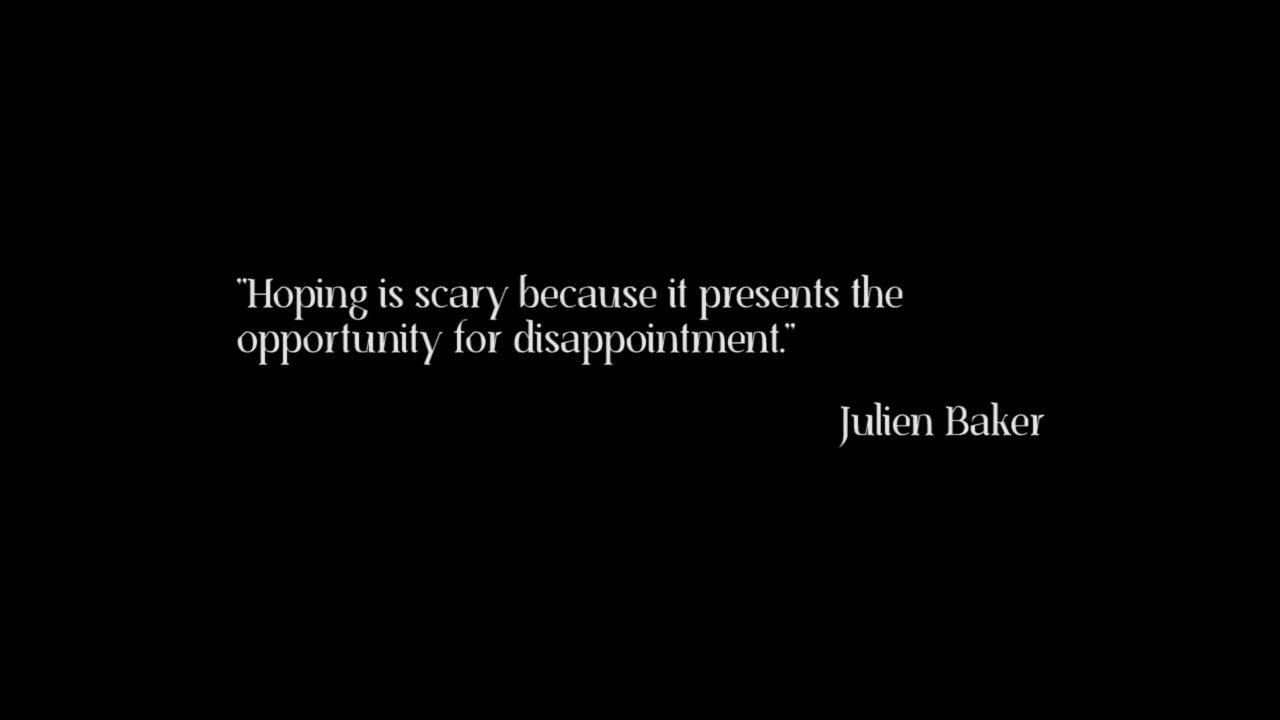 "Hoping is scary because it presents the
opportunity for disappointment."
Julien Baker